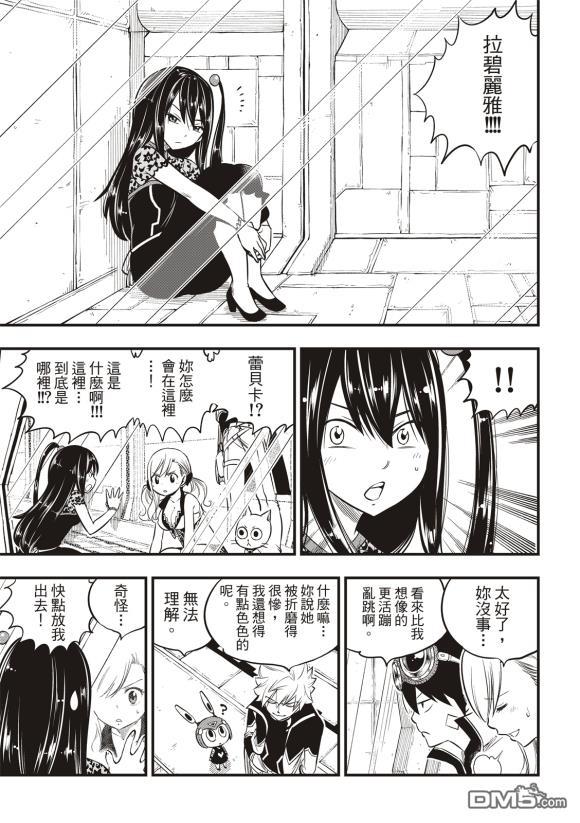 拉碧麗雅!!!!
!!
蕾貝卡!?
妳怎麼
會在這裡
…!
這是
什麼啊!!!
這裡…
到底是
哪裡!!?
太好了，
妳沒事…
看來比我
想像的
更活蹦
亂跳啊。
什麼嘛…
妳說她
被折磨得
很慘，
我還想得
有點色色的
呢。
無法
理解。
奇怪…
快點放我
出去！
DM5.com